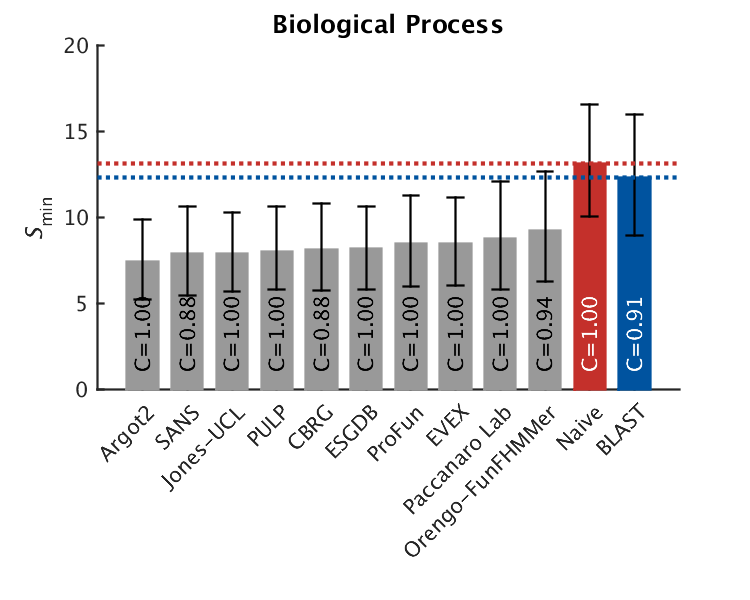 Biological Process
20
15
10
5
0
Smin
C=1.00
C=0.88
C=1.00
C=1.00
C=0.88
C=1.00
C=1.00
C=1.00
C=1.00
C=0.94
C=1.00
C=0.91
Argot2
SANS
Jones-UCL
PULP
CBRG
ESGDB
ProFun
EVEX
Paccanaro Lab
Orengo-FunFHMMer
Naive
BLAST